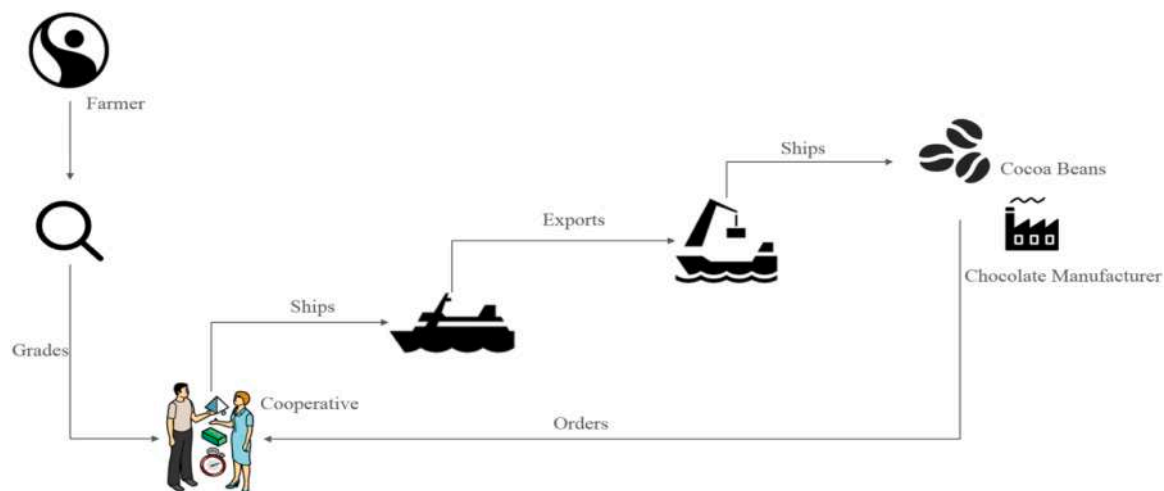 Farmer
Ships
Cocoa Beans
Exports
Chocolate Manufacturer
Ships
Grades
Cooperative
Orders